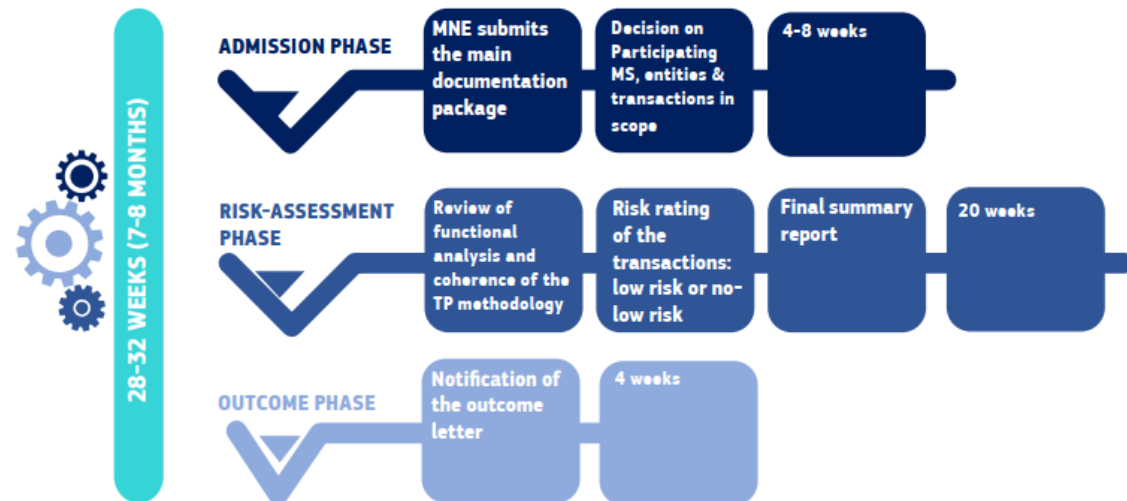 28-32 WEEKS (7-8 MONTHS)
ADMISSION PHASE
MNE submits
the main
documentation
package
Decision on
Participating
MS, entities &
transactions in
scope
4-8 weeks
RISK-ASSESSMENT
PHASE
Review of
functional
analysis and
coherence of the
TP methodology
Risk rating
of the
transactions:
low risk or no-
low risk
Final summary
report
20 weeks
OUTCOME PHASE
Notification of
the outcome
letter
4 weeks